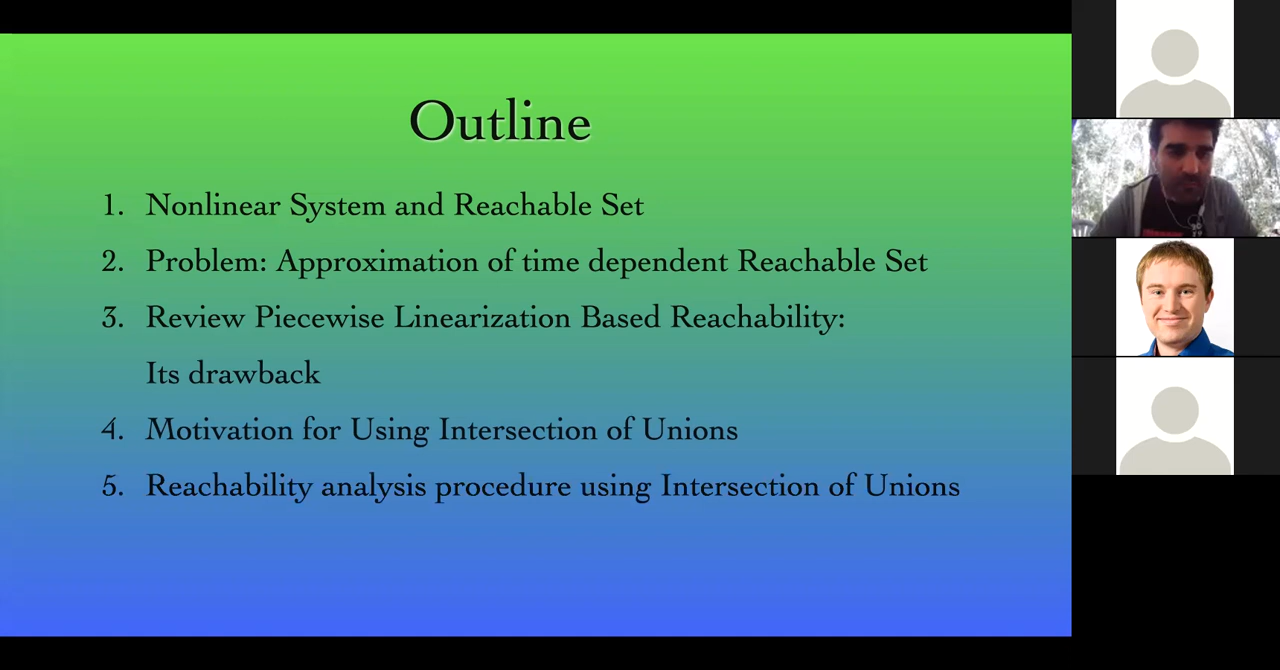 Outline
1. Nonlinear System and Reachable Set
2. Problem: Approximation of time dependent Reachable Set
3. Review Piecewise Linearization Based Reachability:
Its drawback
4. Motivation for Using Intersection of Unions
5. Reachability analysis procedure using Intersection of Unions